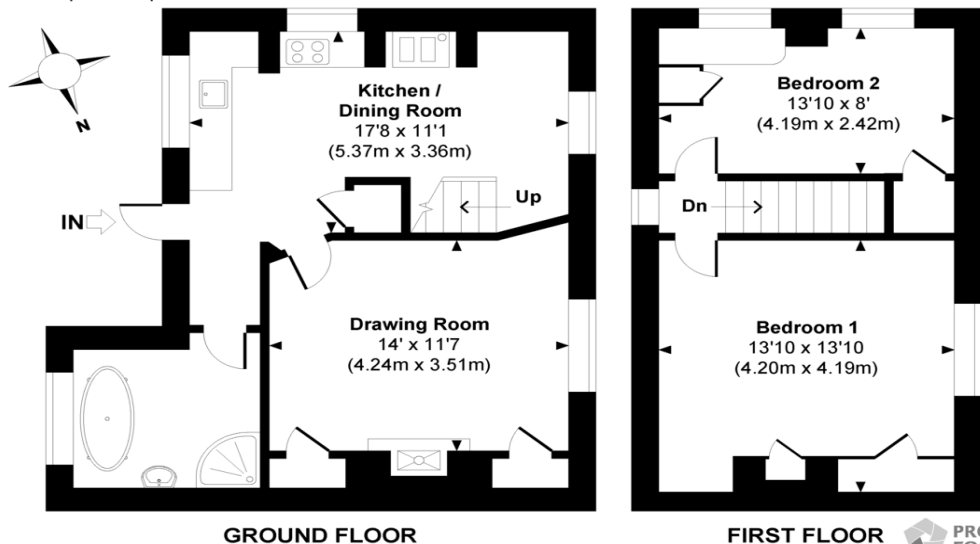 N
Kitchen /
Dining Room
17'8 x 11'1
(5.37m x 3.36m)
Up
IN
Drawing Room
14' x 11'7
(4.24m x 3.51m)
GROUND FLOOR
Bedroom 2
13'10 x 8'
(4.19m x 2.42m)
Dn
Bedroom 1
13'10 x 13'10
(4.20m x 4.19m)
FIRST FLOOR